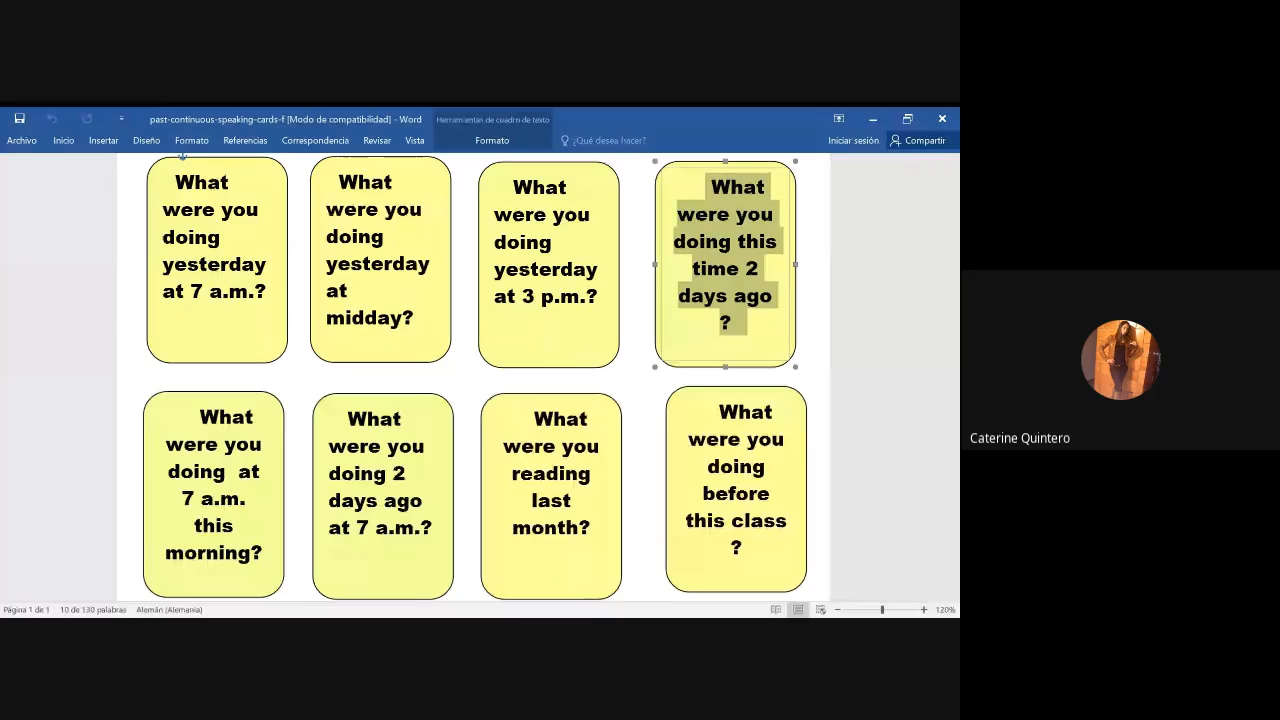 past-continuous-speaking-cards-f [Modo de compatibilidad] - Word
Herramientas de cuadro de texto
Archivo
Inicio
Insertar
Diseño
Formato
Referencias
Correspondencia
Revisar
Vista
Formato
¿Qué desea hacer?
Iniciar sesión
Compartir
What
were you
doing
yesterday
at 7 a.m.?
What
were you
doing
yesterday
at
midday?
What
were you
doing
yesterday
at 3 p.m.?
What
were you
doing this
time 2
days ago
?
What
were you
doing at
7 a.m.
this
morning?
What
were you
doing 2
days ago
at 7 a.m.?
What
were you
reading
last
month?
What
were you
doing
before
this class
?
Caterine Quintero
Página 1 de 1
10 de 130 palabras
Alemán (Alemania)
120%